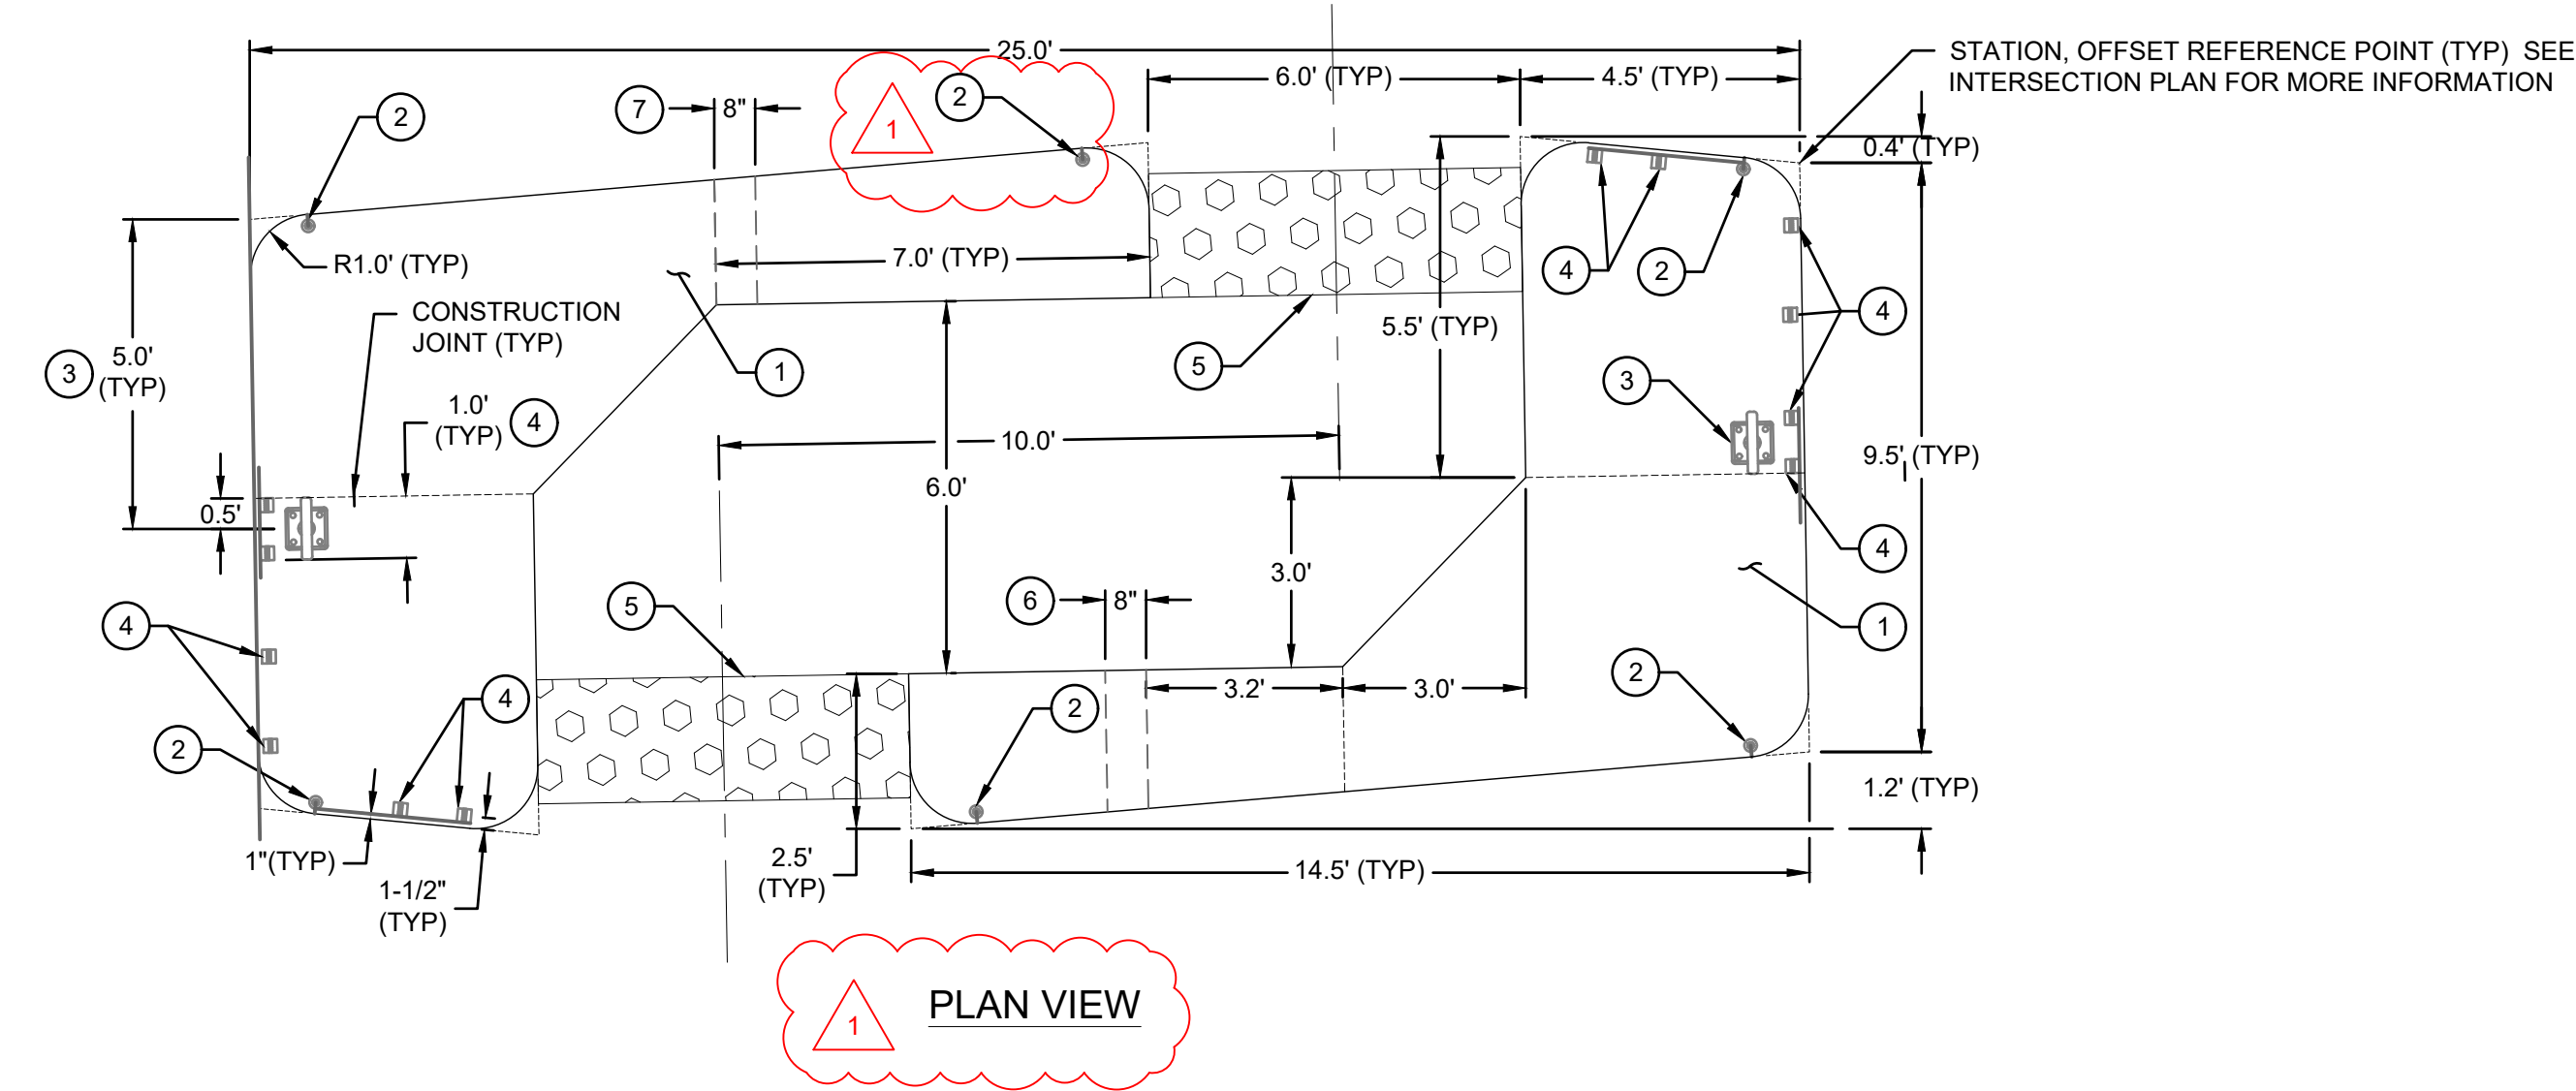 25.0'
STATION, OFFSET REFERENCE POINT (TYP)  SEE
INTERSECTION PLAN FOR MORE INFORMATION
6.0' (TYP)
4.5' (TYP)
7
8"
2
1
2
0.4' (TYP)
R1.0' (TYP)
7.0' (TYP)
4
2
CONSTRUCTION
JOINT (TYP)
5.5' (TYP)
4
3
5.0'
(TYP)
1
5
3
1.0'
(TYP)
4
10.0'
9.5' (TYP)
6.0'
0.5'
4
3.0'
4
5
6
8"
1
4
2
3.2'
3.0'
2
2
1.2' (TYP)
1"(TYP)
2.5'
(TYP)
14.5' (TYP)
1-1/2"
(TYP)
1
PLAN VIEW